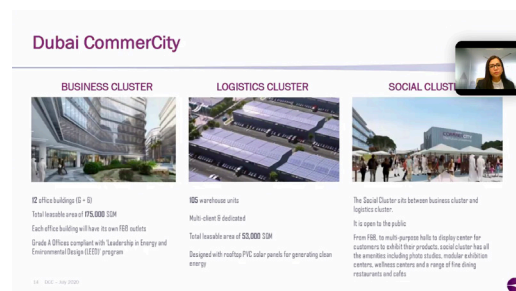 Dubai CommerCity
BUSINESS CLUSTER
12 office buildings (G + 6)
Total leasable area of 175,000 SQM
Each office building will have its own F&B outlets
Grade A Offices compliant with 'Leadership in Energy and
Environmental Design (LEED)' program
LOGISTICS CLUSTER
105 warehouse units
Multi-client & dedicated
Total leasable area of 53,000 SQM
Designed with rooftop PVC solar panels for generating clean
energy
SOCIAL
The Social Cluster sits between business cluster and
logistics cluster.
It is open to the public
From F&B, to multi-purpose halls to display center for
customers to exhibit their products, social cluster has all
the amenities including photo studios, modular exhibition
centers, wellness centers and a range of fine dining
restaurants and cafes
July 2020